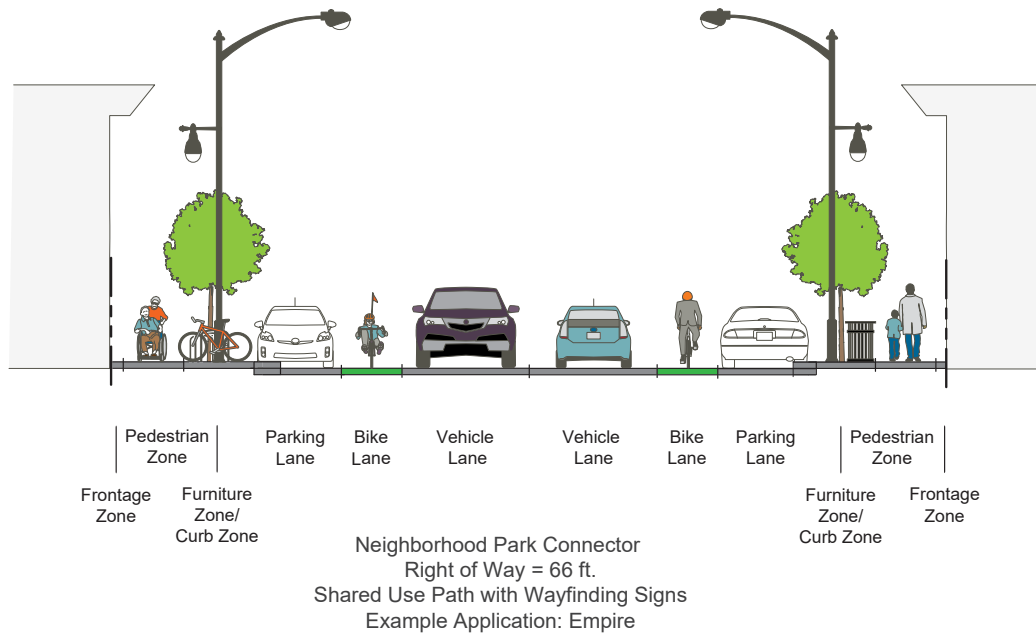 Pedestrian
Zone
Parking
Lane
Bike
Lane
Vehicle
Lane
Vehicle
Lane
Bike
Lane
Parking
Lane
Pedestrian
Zone
Frontage
Zone
Furniture
Zone/
Curb Zone
Furniture
Zone/
Curb Zone
Frontage
Zone
Neighborhood Park Connector
Right of Way = 66 ft.
Shared Use Path with Wayfinding Signs
Example Application: Empire